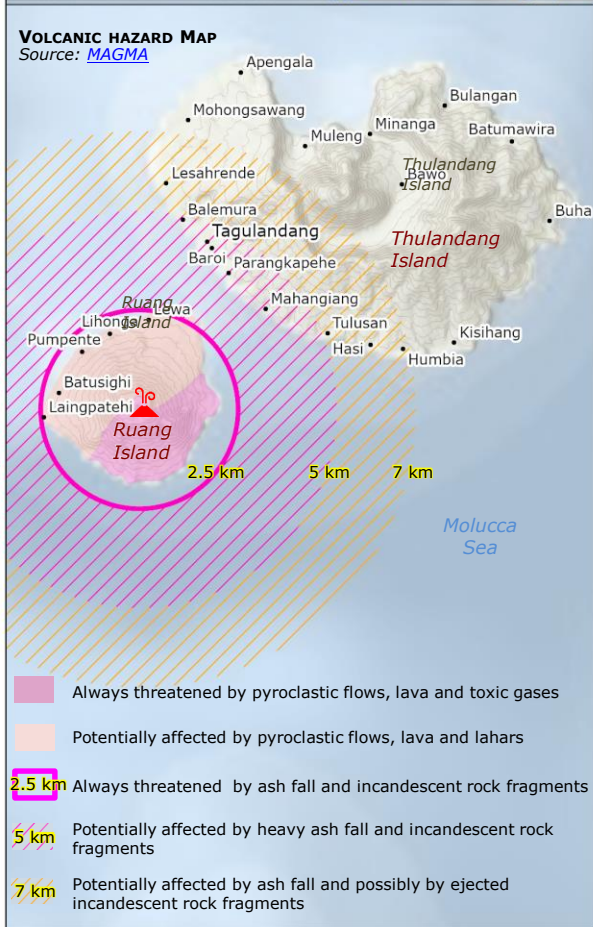 VOLCANIC HAZARD MAP
Source: MAGMA
Apengala
Mohongsawang
Bulangan
Minanga
Batumawira
Muleng
Thulandang
Island
Bawo
Lesahrende
Buha
Balemura
Tagulandang
Thulandang
Island
Baroi
Parangkapehe
Mahangiang
Ruang
Island
Lewa
Lihongs
Tulusan
Pumpente
Hasi
Kisihang
Humbia
Batusighi
Laingpatehi
Ruang
Island
2.5 km
5 km
7 km
Molucca
Sea
Always threatened by pyroclastic flows, lava and toxic gases
Potentially affected by pyroclastic flows, lava and lahars
2.5 km Always threatened by ash fall and incandescent rock fragments
5 km Potentially affected by heavy ash fall and incandescent rock
fragments
7 km Potentially affected by ash fall and possibly by ejected
incandescent rock fragments